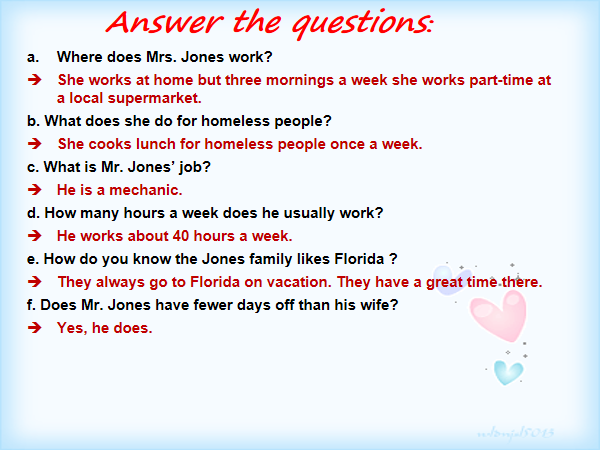 Answer the questions:
a. Where does Mrs. Jones work?
➔ She works at home but three mornings a week she works part-time at
a local supermarket.
b. What does she do for homeless people?
➔ She cooks lunch for homeless people once a week.
c. What is Mr. Jones’ job?
➔ He is a mechanic.
d. How many hours a week does he usually work?
➔ He works about 40 hours a week.
e. How do you know the Jones family likes Florida ?
➔ They always go to Florida on vacation. They have a great time there.
f. Does Mr. Jones have fewer days off than his wife?
➔ Yes, he does.